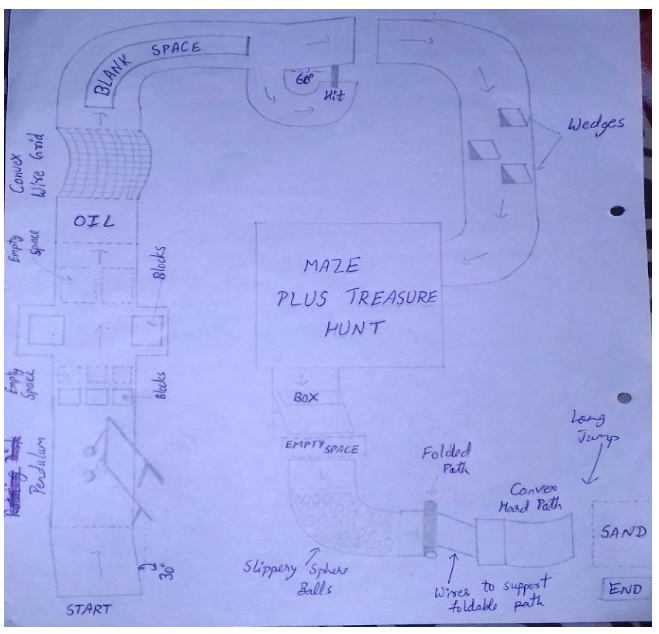 BLANK SPACE
60°
Hit
Wedges
Convex
Wire Grid
OIL
Empty
Space
Blocks
MAZE
PLUS TREASURE
HUNT
Empty
Space
Blocks
BOX
Pendulum
EMPTY SPACE
Folded
Path
Long
Jump
Convex
Hard Path
SAND
30°
Slippery Sphere
Balls
Wires to support
foldable path
END
START